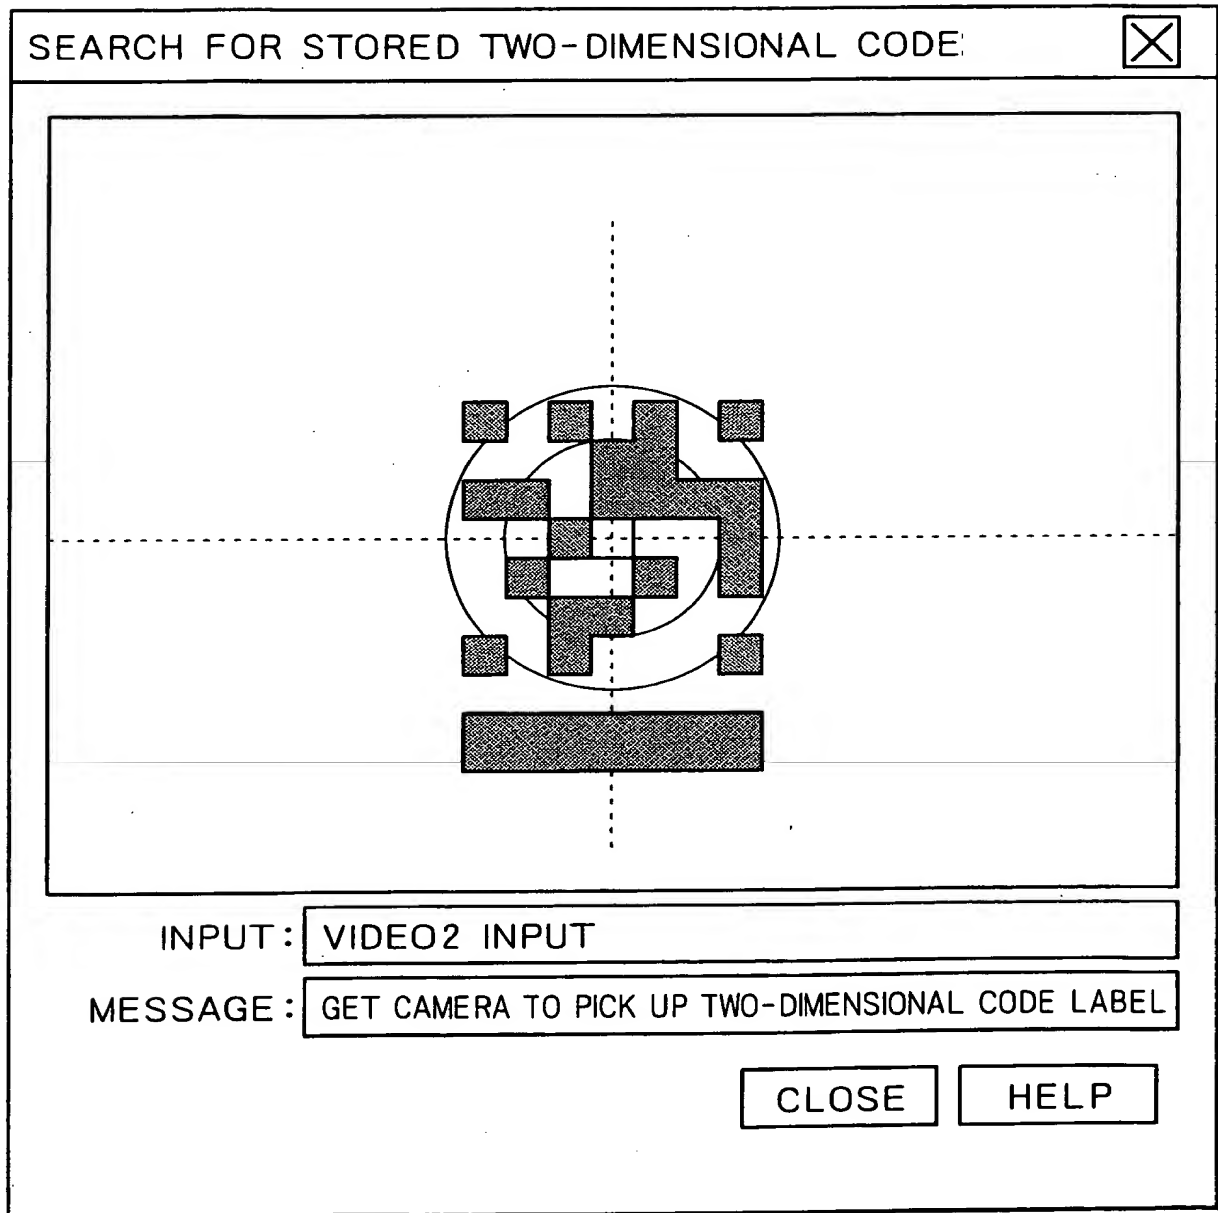 SEARCH FOR STORED TWO-DIMENSIONAL CODE
INPUT: VIDEO2 INPUT
MESSAGE: GET CAMERA TO PICK UP TWO-DIMENSIONAL CODE LABEL
CLOSE HELP